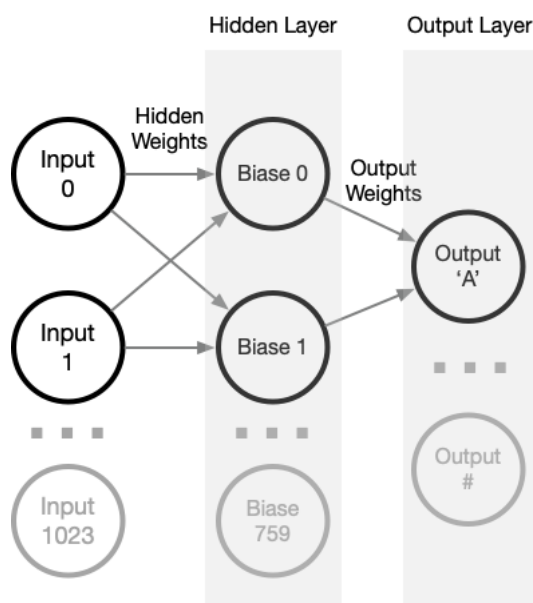 Hidden Layer
Output Layer
Hidden
Weights
Input
0
Biase 0
Output
Weights
Output
‘A’
Input
1
Biase 1
Output
#
Input
1023
Biase
759